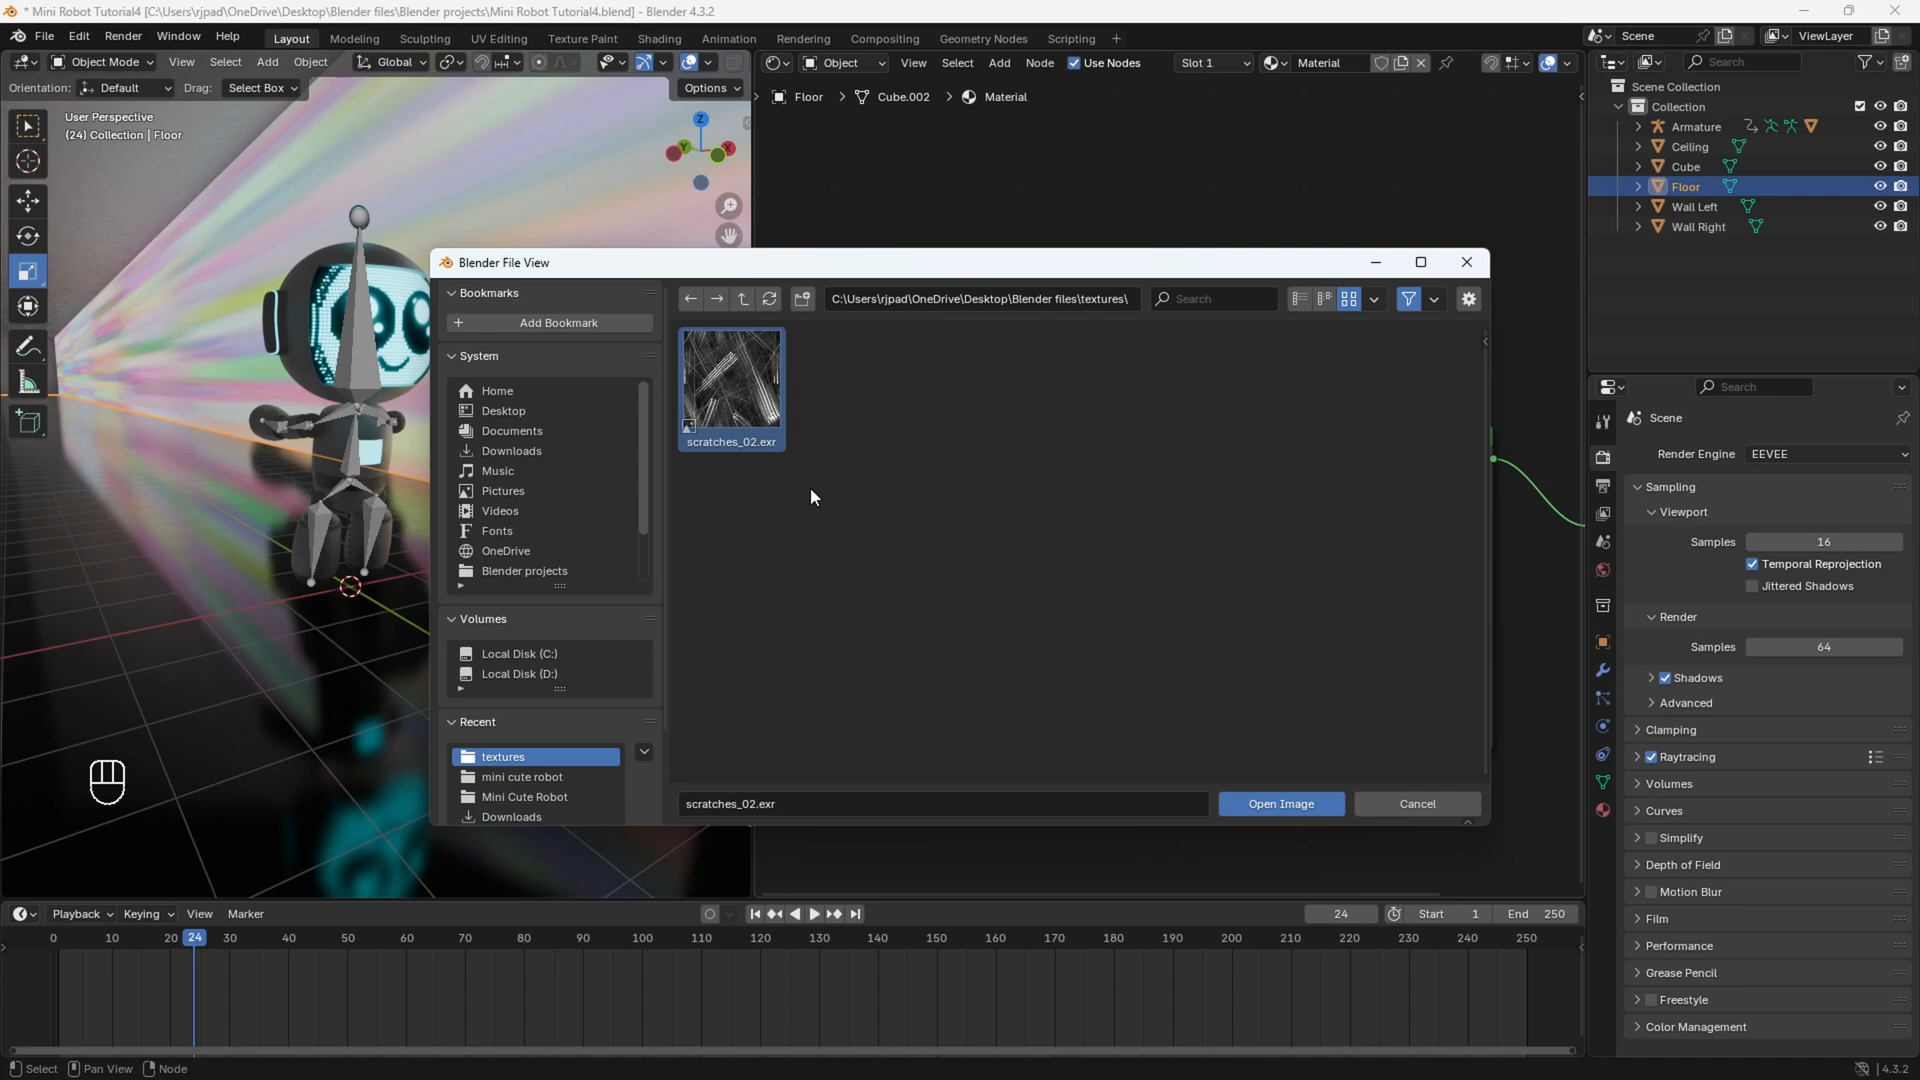 * Mini Robot Tutorial4 [C:\Users\rjpad\OneDrive\Desktop\Blender files\Blender projects\Mini Robot Tutorial4.blend] - Blender 4.3.2
File Edit Render Window Help
Layout Modeling Sculpting UV Editing Texture Paint Shading Animation Rendering Compositing Geometry Nodes Scripting +
Scene
ViewLayer
Object Mode View Select Add Object Global
Orientation: Default Drag: Select Box Options
User Perspective
(24) Collection | Floor
Z
Y
X
Object View Select Add Node Use Nodes Slot 1 Material
Floor > Cube.002 > Material
Search
Scene Collection
Collection
Armature
Ceiling
Cube
Floor
Wall Left
Wall Right
Blender File View
Bookmarks
+ Add Bookmark
System
Home
Desktop
Documents
Downloads
Music
Pictures
Videos
Fonts
OneDrive
Blender projects
Volumes
Local Disk (C:)
Local Disk (D:)
Recent
textures
mini cute robot
Mini Cute Robot
Downloads
C:\Users\rjpad\OneDrive\Desktop\Blender files\textures\
Search
scratches_02.exr
scratches_02.exr
Open Image
Cancel
Search
Scene
Render Engine EEVEE
Sampling
Viewport
Samples 16
Temporal Reprojection
Jittered Shadows
Render
Samples 64
Shadows
Advanced
Clamping
Raytracing
Volumes
Curves
Simplify
Depth of Field
Motion Blur
Film
Performance
Grease Pencil
Freestyle
Color Management
Playback Keying View Marker
24 Start 1 End 250
0 10 20 24 30 40 50 60 70 80 90 100 110 120 130 140 150 160 170 180 190 200 210 220 230 240 250
Select Pan View Node
4.3.2